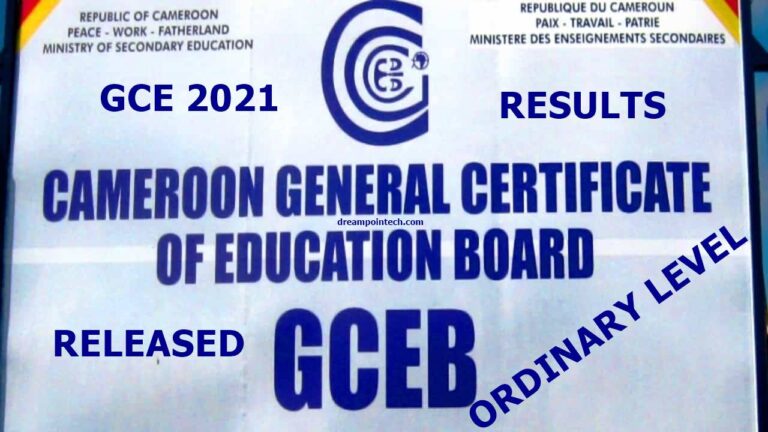 REPUBLIC OF CAMEROON
PEACE - WORK - FATHERLAND
MINISTRY OF SECONDARY EDUCATION
REPUBLIQUE DU CAMEROUN
PAIX - TRAVAIL - PATRIE
MINISTERE DES ENSEIGNEMENTS SECONDAIRES
GCE 2021
RESULTS
CAMEROON GENERAL CERTIFICATE
dreampointech.com
OF EDUCATION BOARD
RELEASED
GCEB
ORDINARY LEVEL